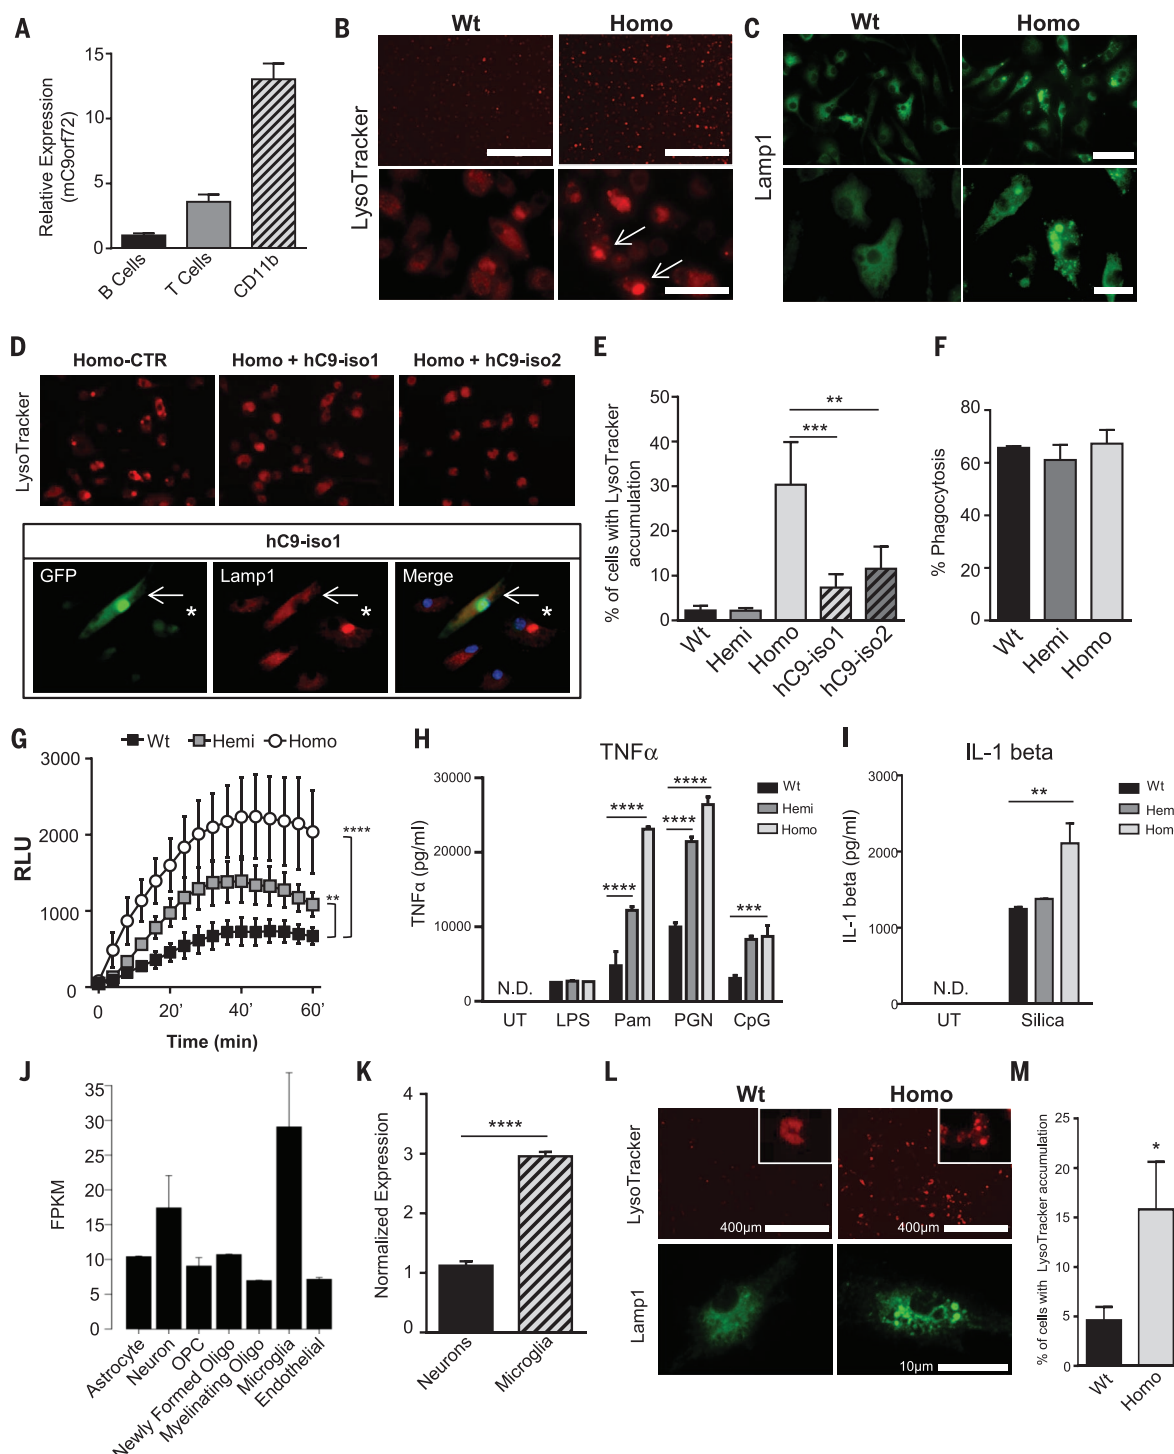 A
Relative Expression
(mC9orf72)
15
10
5
0
B Cells
T Cells
CD11b
B
Wt
Homo
LysoTracker
C
Wt
Homo
Lamp1
D
Homo-CTR
Homo + hC9-iso1
Homo + hC9-iso2
LysoTracker
hC9-iso1
GFP
Lamp1
Merge
*
*
*
E
% of cells with LysoTracker
accumulation
50
40
30
20
10
0
**
***
Wt
Hemi
Homo
hC9-iso1
hC9-iso2
F
% Phagocytosis
80
60
40
20
0
Wt
Hemi
Homo
G
Wt
Hemi
Homo
RLU
3000
2000
1000
0
****
**
0
20'
40'
60'
Time (min)
H
TNFα
TNFα (pg/ml)
30000
20000
10000
0
Wt
Hemi
Homo
****
****
****
****
***
N.D.
UT
LPS
Pam
PGN
CpG
I
IL-1 beta
IL-1 beta (pg/ml)
3000
2000
1000
0
**
Wt
Hem
Hom
N.D.
UT
Silica
J
FPKM
35
30
25
20
15
10
5
0
Astrocyte
Neuron
OPC
Newly Formed Oligo
Myelinating Oligo
Microglia
Endothelial
K
Normalized Expression
4
3
2
1
0
****
Neurons
Microglia
L
Wt
Homo
LysoTracker
400μm
400μm
Lamp1
10μm
M
% of cells with LysoTracker accumulation
25
20
15
10
5
0
*
Wt
Homo